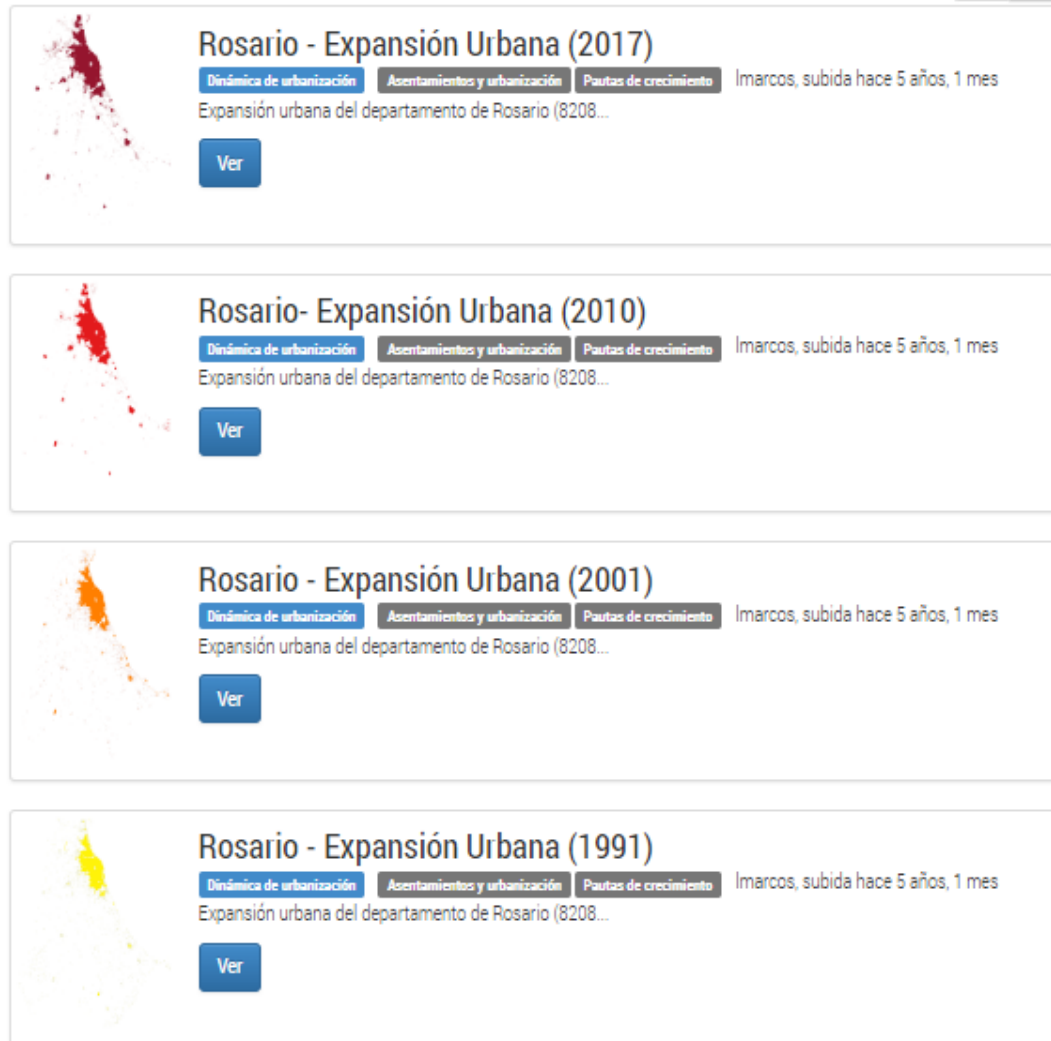 Rosario - Expansión Urbana (2017)
Dinámica de urbanización Asentamientos y urbanización Pautas de crecimiento lmarcos, subida hace 5 años, 1 mes
Expansión urbana del departamento de Rosario (8208...
Ver
Rosario- Expansión Urbana (2010)
Dinámica de urbanización Asentamientos y urbanización Pautas de crecimiento lmarcos, subida hace 5 años, 1 mes
Expansión urbana del departamento de Rosario (8208...
Ver
Rosario - Expansión Urbana (2001)
Dinámica de urbanización Asentamientos y urbanización Pautas de crecimiento lmarcos, subida hace 5 años, 1 mes
Expansión urbana del departamento de Rosario (8208...
Ver
Rosario - Expansión Urbana (1991)
Dinámica de urbanización Asentamientos y urbanización Pautas de crecimiento lmarcos, subida hace 5 años, 1 mes
Expansión urbana del departamento de Rosario (8208...
Ver